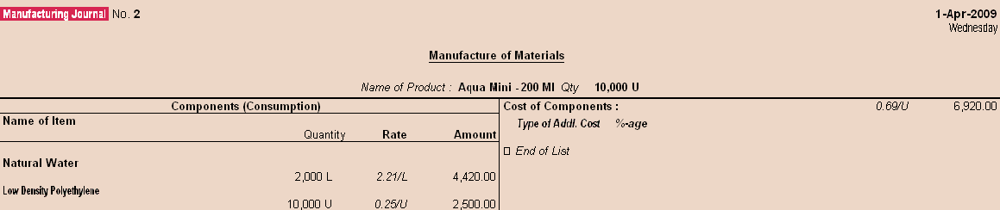 Manufacturing Journal No. 2 1-Apr-2009
Wednesday
Manufacture of Materials
Name of Product : Aqua Mini - 200 Ml Qty 10,000 U
Components (Consumption)
Name of Item
Quantity Rate Amount
Natural Water
2,000 L 2.21/L 4,420.00
Low Density Polyethylene
10,000 U 0.25/U 2,500.00
Cost of Components : 0.69/U 6,920.00
Type of Addl. Cost %-age
End of List